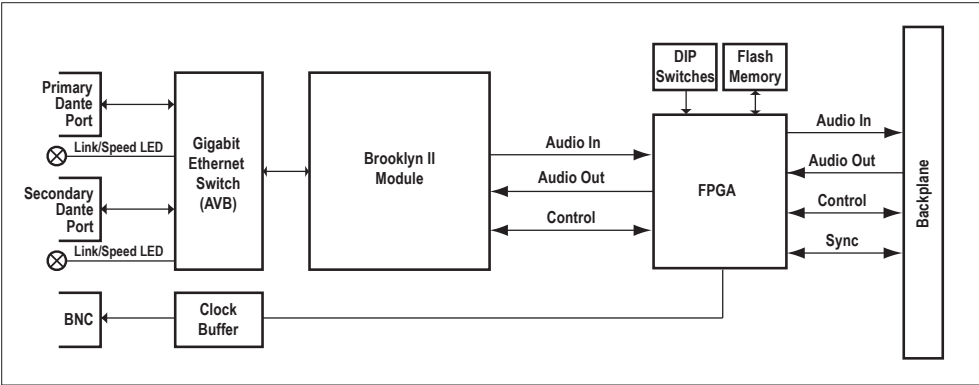 Primary
Dante
Port
Link/Speed LED
Secondary
Dante
Port
Link/Speed LED
BNC
Gigabit
Ethernet
Switch
(AVB)
Clock
Buffer
Brooklyn II
Module
Audio In
Audio Out
Control
DIP
Switches
Flash
Memory
FPGA
Audio In
Audio Out
Control
Sync
Backplane